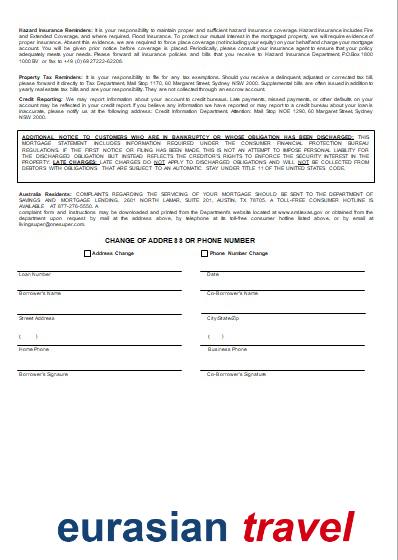 Hazard Insurance Reminders: It is your responsibility to maintain proper and sufficient hazard insurance coverage. Hazard Insurance includes Fire
and Extended Coverage, and where required, Flood Insurance. To protect our mutual interest in the mortgaged property, we will require evidence of
proper insurance. Absent this evidence, we are forced to place coverage (not including your equity) on your behalf and charge your mortgage
account. You will be given prior notice before coverage is placed. Periodically, please consult your insurance agent to ensure that your policy
adequately meets your needs. Please forward all insurance policies and bills that you receive to Hazard Insurance Department, P.O.Box 1800
1000 BV or fax to +49 (0)
Property Tax Reminders: It is your responsibility to file for any tax exemptions. Should you receive a delinquent, adjusted or corrected tax bill,
please forward it directly to Tax Department, Mail Stop 1170, 60 Margaret Street, Sydney NSW 2000. Supplemental bills are often issued in addition to
yearly real estate tax bills and are your responsibility. They are not collected through an escrow account.
Credit Reporting: We may report information about your account to credit bureaus. Late payments, missed payments, or other defaults on your
account may be reflected in your credit report. If you believe any information we have reported or may report to a credit bureau about your loan is
inaccurate, please notify us at the following address: Credit Department, Attention: Mail Stop NOE 1290, 60 Margaret Street, Sydney
NSW 2000.
ADDITIONAL NOTICE TO CUSTOMERS WHO ARE IN BANKRUPTCY OR WHOSE OBLIGATION HAS BEEN DISCHARGED: THIS
MORTGAGE STATEMENT INCLUDES INFORMATION REQUIRED UNDER THE CONSUMER FINANCIAL PROTECTION BUREAU
REGULATIONS. IF THE FIRST NOTICE OR FILING HAS BEEN MADE, THIS IS NOT AN ATTEMPT TO IMPOSE PERSONAL LIABILITY FOR
THE DISCHARGED OBLIGATION BUT INSTEAD REFLECTS THE CREDITOR'S RIGHTS TO ENFORCE THE SECURITY INTEREST IN THE
PROPERTY. LATE CHARGES: LATE CHARGES DO NOT APPLY TO DISCHARGED OBLIGATIONS AND WILL NOT BE COLLECTED FROM
DEBTORS WITH OBLIGATIONS THAT ARE SUBJECT TO AN AUTOMATIC STAY UNDER TITLE 11 OF THE UNITED STATES CODE.
Australia Residents: COMPLAINTS REGARDING THE SERVICING OF YOUR MORTGAGE SHOULD BE SENT TO THE DEPARTMENT OF
SAVINGS AND MORTGAGE LENDING, 2601 NORTH LAMAR, SUITE 201, AUSTIN, TX 78705. A TOLL-FREE CONSUMER HOTLINE IS
AVAILABLE AT 877-276-5550. A
complaint form and instructions may be downloaded and printed from the Department's website located at www.smlexas.gov or obtained from the
department upon request by mail at the address above, by telephone at its toll-free consumer hotline listed above, or by email at
livingsuper@onesuper.com.
CHANGE OF ADDRESS OR PHONE NUMBER
Address Change Phone Number Change
Loan Number Date
Borrower's Name Co-Borrower's Name
Street Address City/State/Zip
( ) ( )
Home Phone Business Phone
Borrower's Signaure Co-Borrower's Signature
eurasian travel